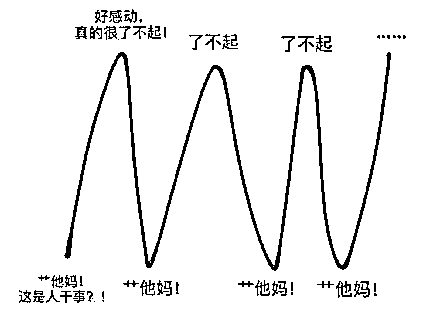 好感动，
真的很了不起！
了不起
了不起
……
艹他妈！
这是人干事？！
艹他妈！
艹他妈！
艹他妈！